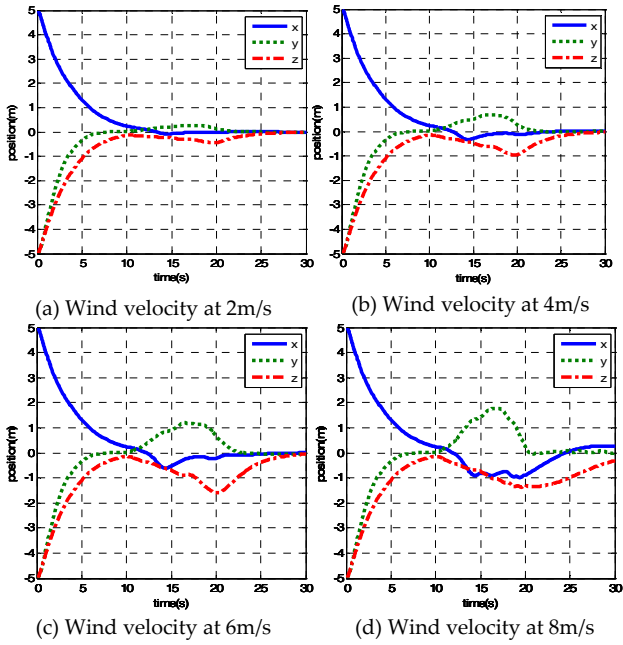 5
4
3
2
1
0
-1
-2
-3
-4
-5
position(m)
0 5 10 15 20 25 30
time(s)
x
y
z
(a) Wind velocity at 2m/s
5
4
3
2
1
0
-1
-2
-3
-4
-5
position(m)
0 5 10 15 20 25 30
time(s)
x
y
z
(b) Wind velocity at 4m/s
5
4
3
2
1
0
-1
-2
-3
-4
-5
position(m)
0 5 10 15 20 25 30
time(s)
x
y
z
(c) Wind velocity at 6m/s
5
4
3
2
1
0
-1
-2
-3
-4
-5
position(m)
0 5 10 15 20 25 30
time(s)
x
y
z
(d) Wind velocity at 8m/s